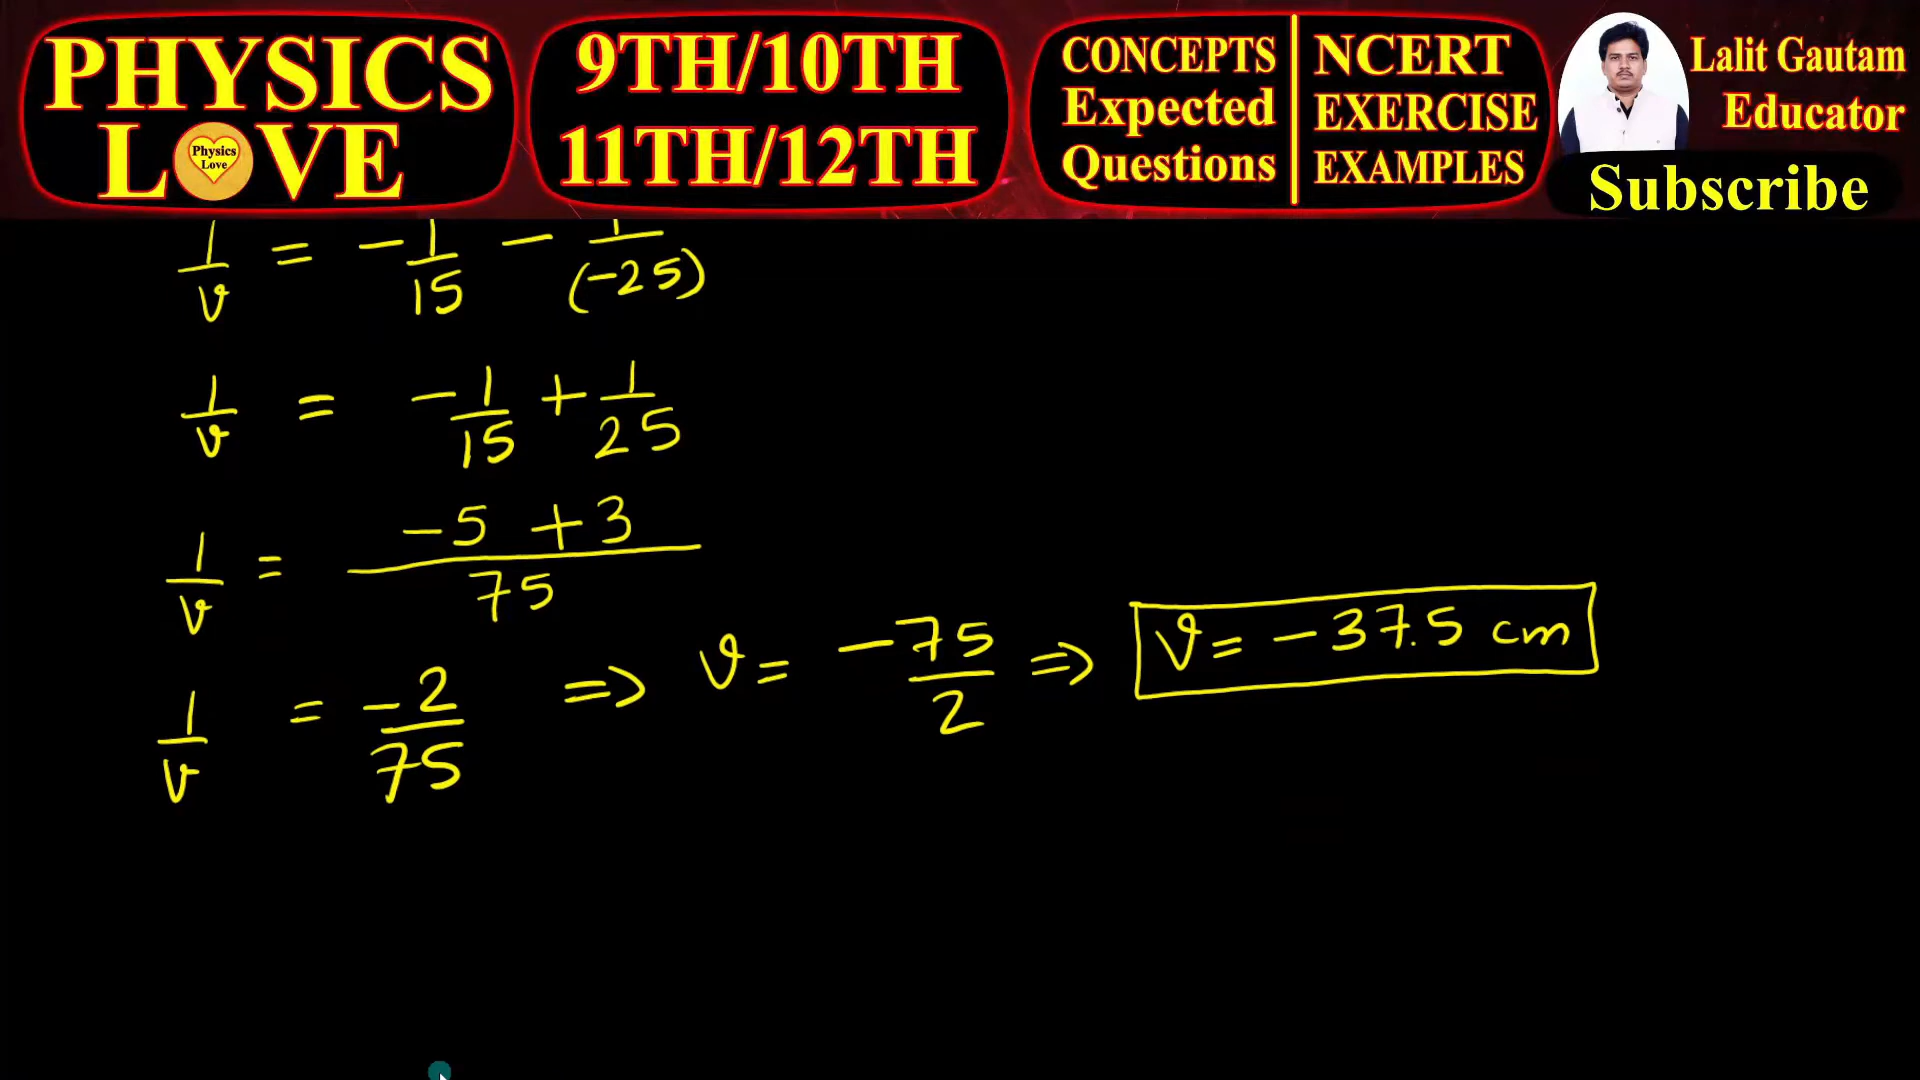 PHYSICS
LOVE
Physics
Love
9TH/10TH
11TH/12TH
CONCEPTS
Expected
Questions
NCERT
EXERCISE
EXAMPLES
Lalit Gautam
Educator
Subscribe
1/v = -1/15 - 1/(-25)
1/v = -1/15 + 1/25
1/v = (-5 + 3)/75
1/v = -2/75 ⇒ v = -75/2 ⇒ v = -37.5 cm